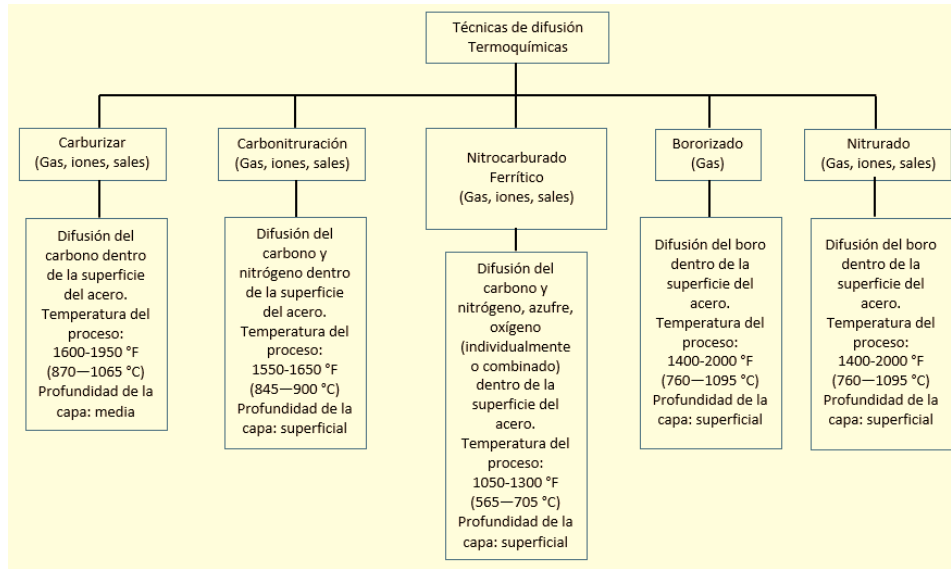 Técnicas de difusión
Termoquímicas
Carburizar
(Gas, iones, sales)
Carbonitruración
(Gas, iones, sales)
Nitrocarburado
Ferrítico
(Gas, iones, sales)
Bororizado
(Gas)
Nitrurado
(Gas, iones, sales)
Difusión del
carbono dentro
de la superficie
del acero.
Temperatura del
proceso:
1600-1950 °F
(870—1065 °C)
Profundidad de la
capa: media
Difusión del
carbono y
nitrógeno dentro
de la superficie
del acero.
Temperatura del
proceso:
1550-1650 °F
(845—900 °C)
Profundidad de la
capa: superficial
Difusión del
carbono y
nitrógeno, azufre,
oxígeno
(individualmente
o combinado)
dentro de la
superficie del
acero.
Temperatura del
proceso:
1050-1300 °F
(565—705 °C)
Profundidad de la
capa: superficial
Difusión del boro
dentro de la
superficie del
acero.
Temperatura del
proceso:
1400-2000 °F
(760—1095 °C)
Profundidad de la
capa: superficial
Difusión del boro
dentro de la
superficie del
acero.
Temperatura del
proceso:
1400-2000 °F
(760—1095 °C)
Profundidad de la
capa: superficial